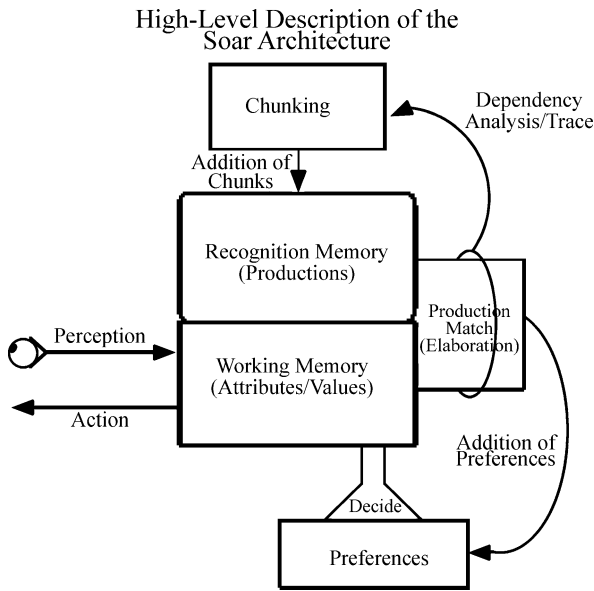 High-Level Description of the
Soar Architecture
Chunking
Dependency
Analysis/Trace
Addition of
Chunks
Recognition Memory
(Productions)
Production
Match
(Elaboration)
Perception
Working Memory
(Attributes/Values)
Action
Addition of
Preferences
Decide
Preferences